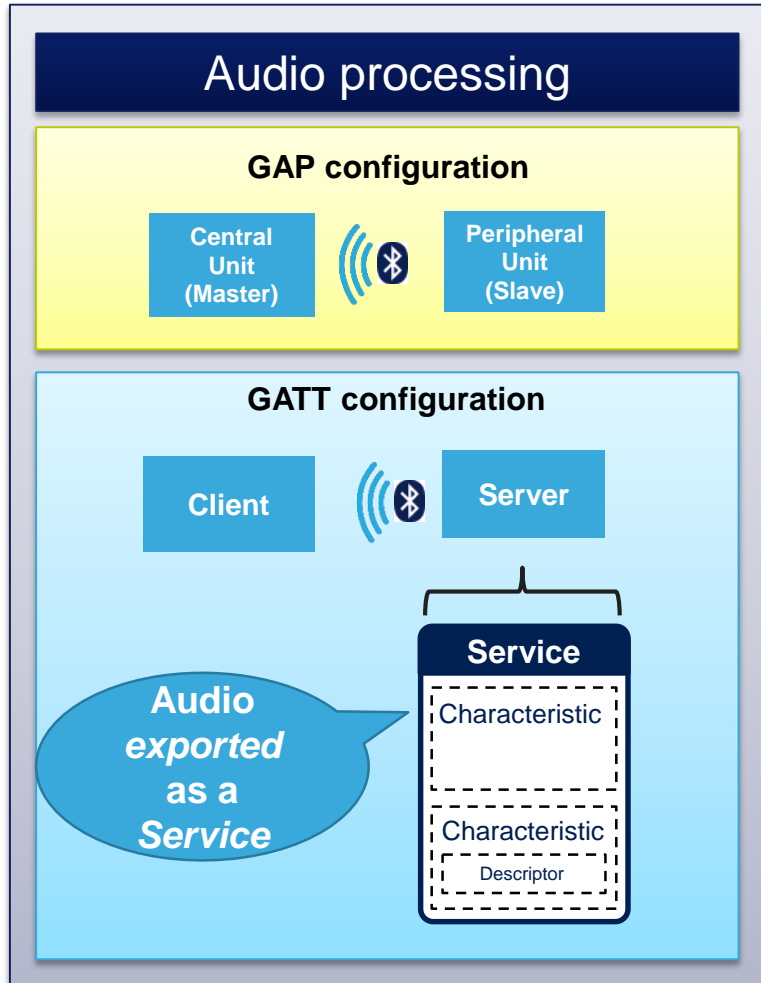 Audio processing
GAP configuration
Central
Unit
(Master)
Peripheral
Unit
(Slave)
GATT configuration
Client
Server
Service
Audio
exported
as a
Service
Characteristic
Characteristic
Descriptor